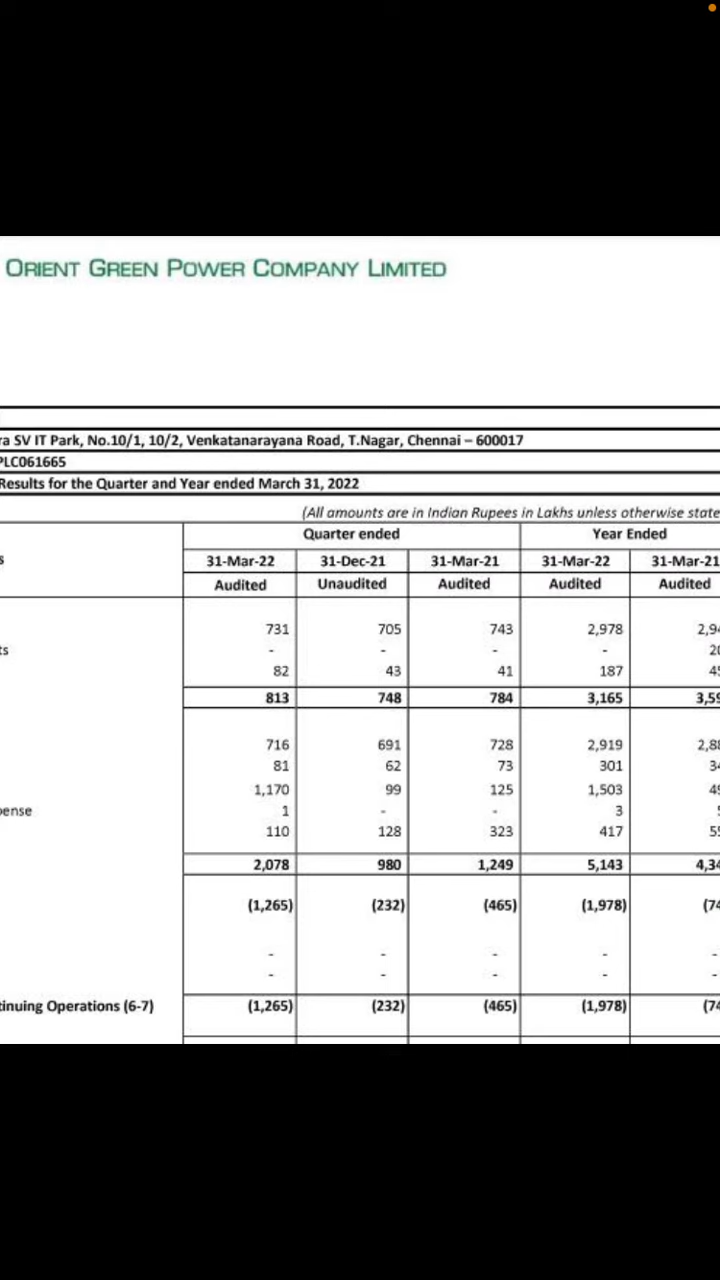 ORIENT GREEN POWER COMPANY LIMITED
SV IT Park, No.10/1, 10/2, Venkatanarayana Road, T.Nagar, Chennai – 600017
PLC061665
Results for the Quarter and Year ended March 31, 2022
(All amounts are in Indian Rupees in Lakhs unless otherwise state
Quarter ended Year Ended
31-Mar-22 31-Dec-21 31-Mar-21 31-Mar-22 31-Mar-21
Audited Unaudited Audited Audited Audited
731 705 743 2,978
- - - -
82 43 41 187
813 748 784 3,165
716 691 728 2,919
81 62 73 301
1,170 99 125 1,503
1 - - 3
110 128 323 417
2,078 980 1,249 5,143
(1,265) (232) (465) (1,978)
- - - - -
- - - - -
tinuing Operations (6-7) (1,265) (232) (465) (1,978)